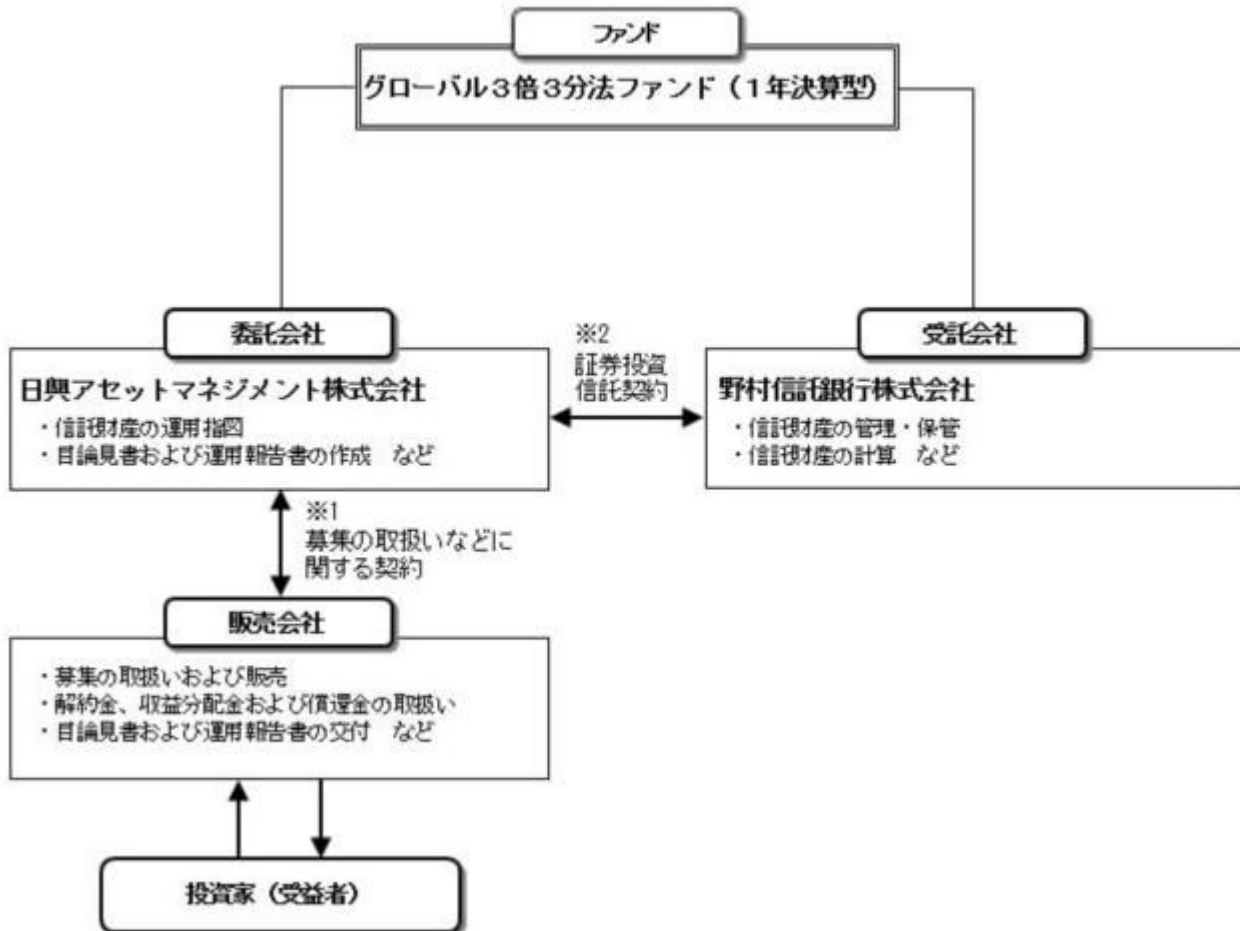 ファンド
グローバル3倍3分法ファンド（1年決算型）
委託会社
日興アセットマネジメント株式会社
・信託財産の運用指図
・目論見書および運用報告書の作成　など
※2
証券投資
信託契約
受託会社
野村信託銀行株式会社
・信託財産の管理・保管
・信託財産の計算　など
※1
募集の取扱いなどに
関する契約
販売会社
・募集の取扱いおよび販売
・解約金、収益分配金および償還金の取扱い
・目論見書および運用報告書の交付　など
投資家（受益者）